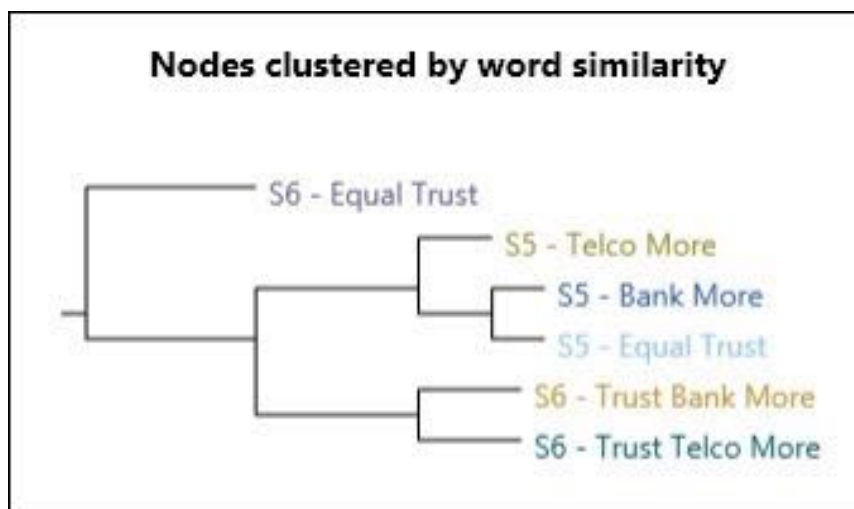 Nodes clustered by word similarity
S6 - Equal Trust
S5 - Telco More
S5 - Bank More
S5 - Equal Trust
S6 - Trust Bank More
S6 - Trust Telco More